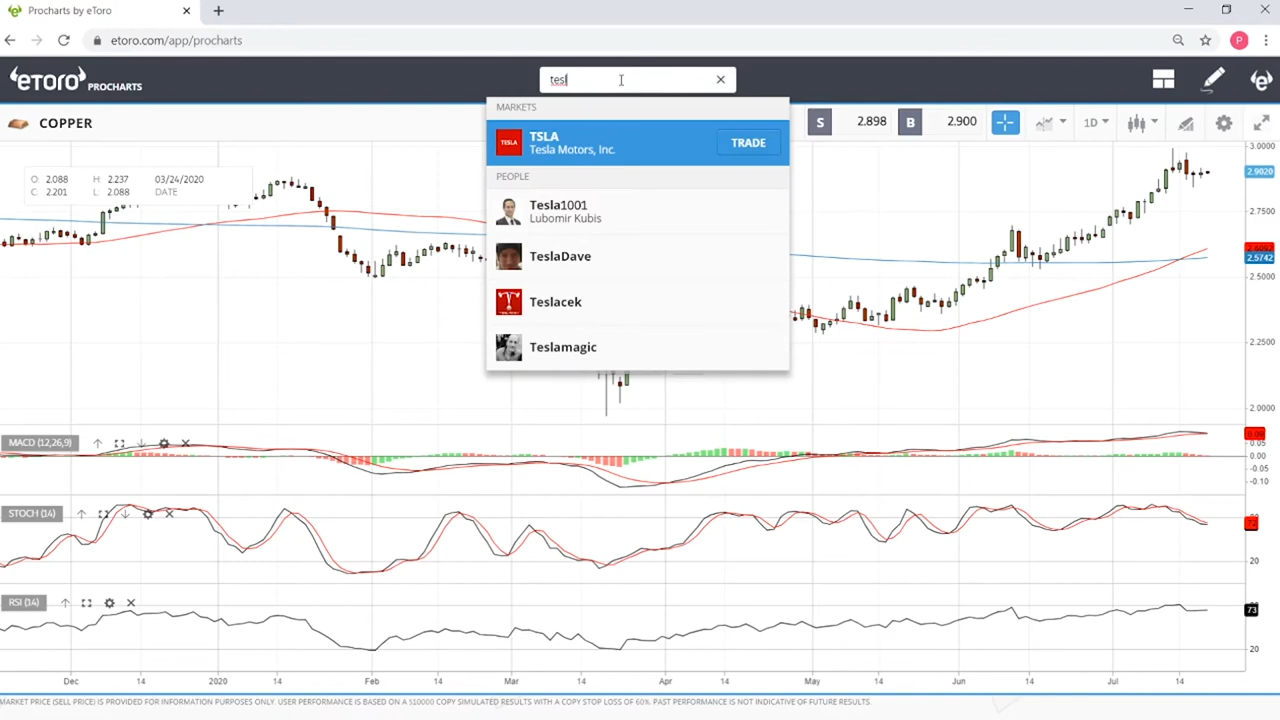 Procharts by eToro
etoro.com/app/procharts
P
eToro PROCHARTS
tesl
MARKETS
TESLA
TSLA
Tesla Motors, Inc.
TRADE
PEOPLE
Tesla1001
Lubomir Kubis
TeslaDave
Teslacek
Teslamagic
COPPER
S 2.898 B 2.900 1D
O 2.088 H: 2.237 03/24/2020
C: 2.201 L: 2.088 DATE
3.0000
2.9020
2.7500
2.5742
2.5000
2.2500
2.0000
MACD (12,26,9)
0.05
0.00
-0.05
-0.10
STOCH (14)
72
20
RSI (14)
73
20
Dec 14 2020 14 Feb 14 Mar 14 Apr 14 May 14 Jun 14 Jul 14
MARKET PRICE (SELL PRICE) IS PROVIDED FOR INFORMATION PURPOSES ONLY. USER PERFORMANCE IS BASED ON A $10000 COPY SIMULATED RESULTS WITH A COPY STOP LOSS OF 60%. PAST PERFORMANCE IS NOT INDICATIVE OF FUTURE RESULTS.